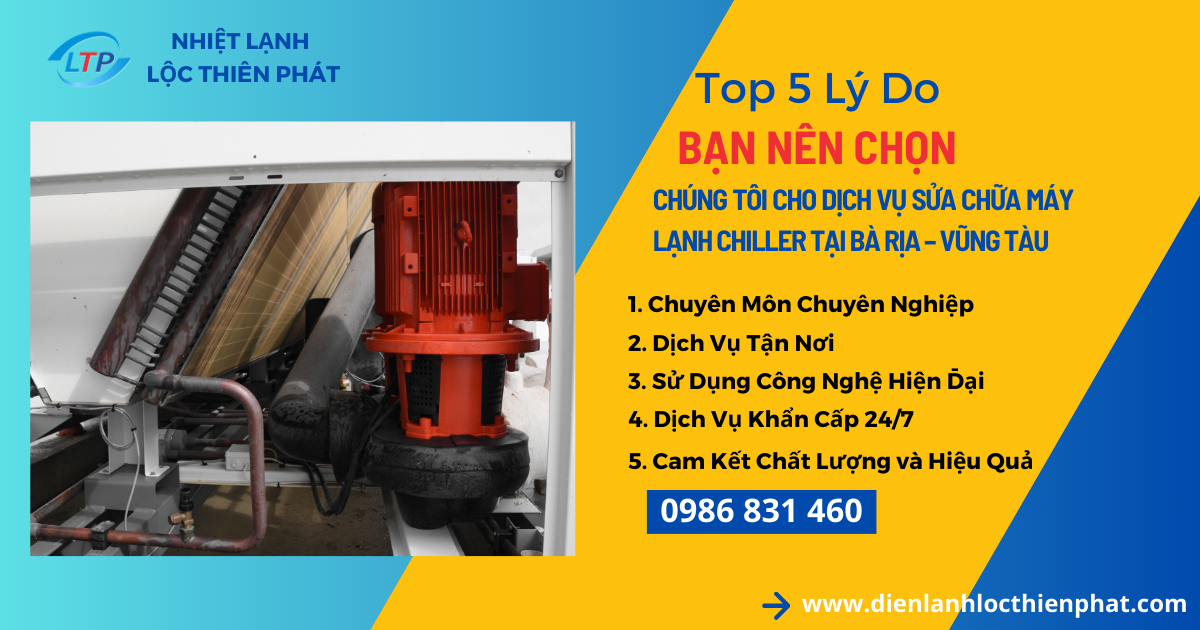 LTP
NHIỆT LẠNH
LỘC THIÊN PHÁT
Top 5 Lý Do
BẠN NÊN CHỌN
CHÚNG TÔI CHO DỊCH VỤ SỬA CHỮA MÁY
LẠNH CHILLER TẠI BÀ RỊA – VŨNG TÀU
1. Chuyên Môn Chuyên Nghiệp
2. Dịch Vụ Tận Nơi
3. Sử Dụng Công Nghệ Hiện Đại
4. Dịch Vụ Khẩn Cấp 24/7
5. Cam Kết Chất Lượng và Hiệu Quả
0986 831 460
www.dienlanhlocthienphat.com